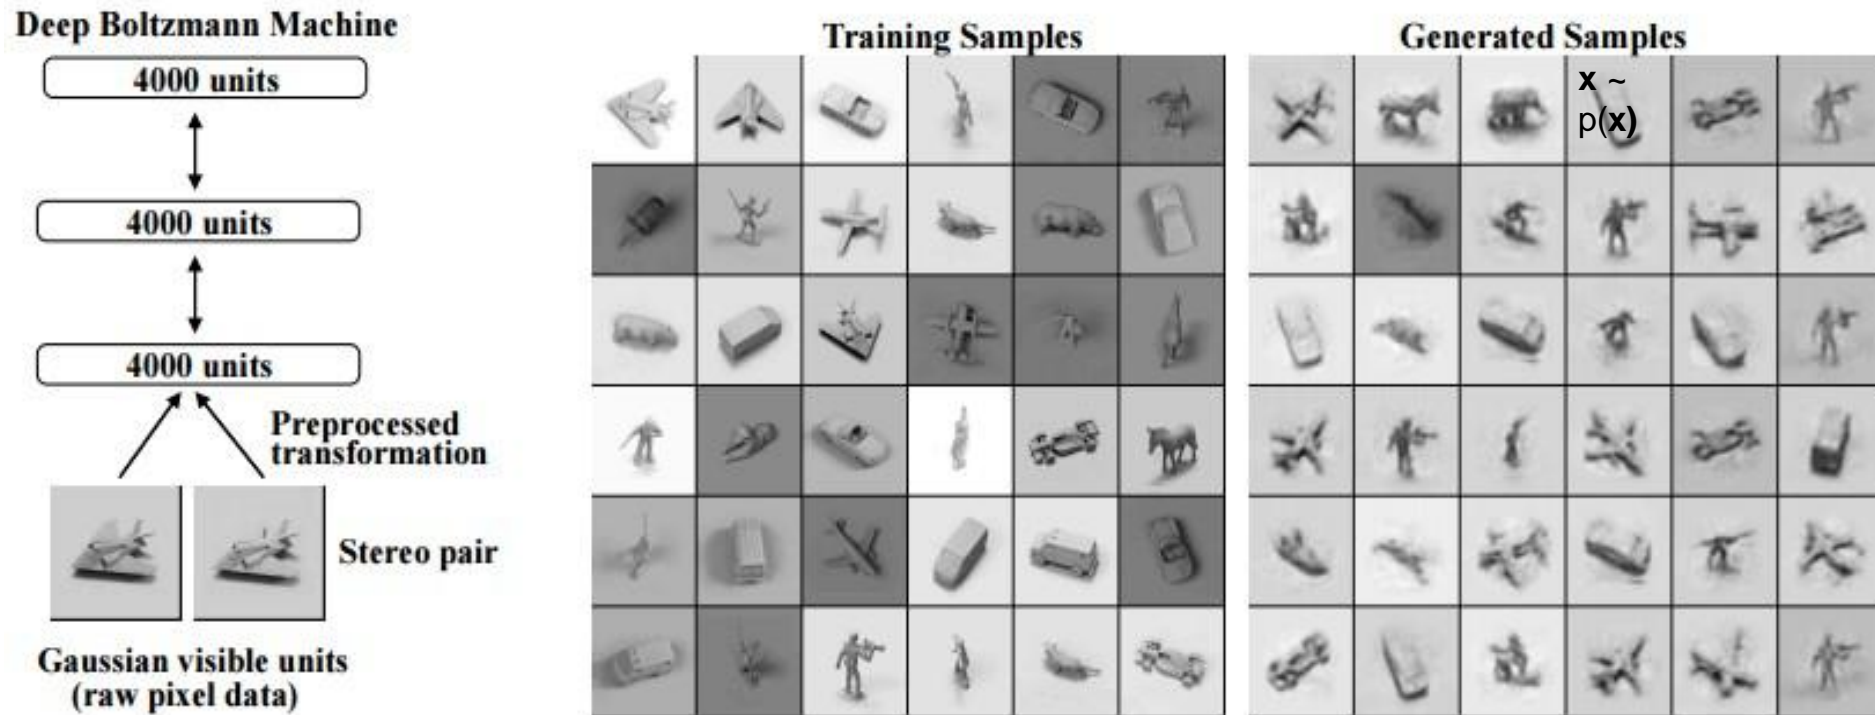 Deep Boltzmann Machine
4000 units
4000 units
4000 units
Preprocessed
transformation
Stereo pair
Gaussian visible units
(raw pixel data)
Training Samples
Generated Samples
x ~
p(x)